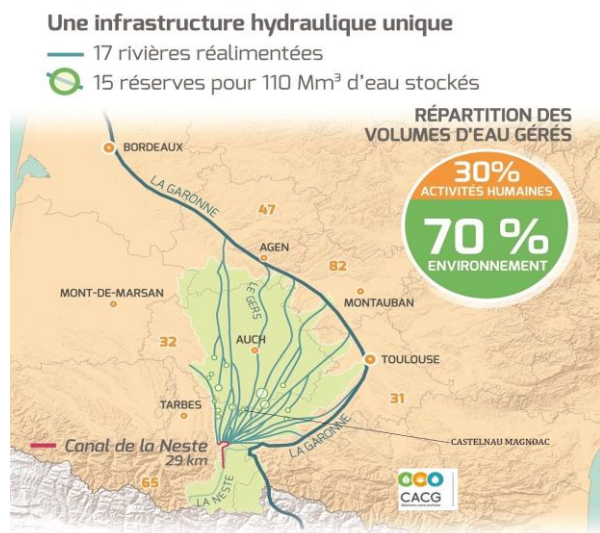 Une infrastructure hydraulique unique
17 rivières réalimentées
15 réserves pour 110 Mm³ d'eau stockés
RÉPARTITION DES
VOLUMES D'EAU GÉRÉS
30%
ACTIVITÉS HUMAINES
70 %
ENVIRONNEMENT
BORDEAUX
LA GARONNE
47
AGEN
82
MONT-DE-MARSAN
MONTAUBAN
LE GERS
32
AUCH
TOULOUSE
TARBES
31
CASTELNAU MAGNOAC
Canal de la Neste
29 km
LA GARONNE
65
LA NESTE
CACG